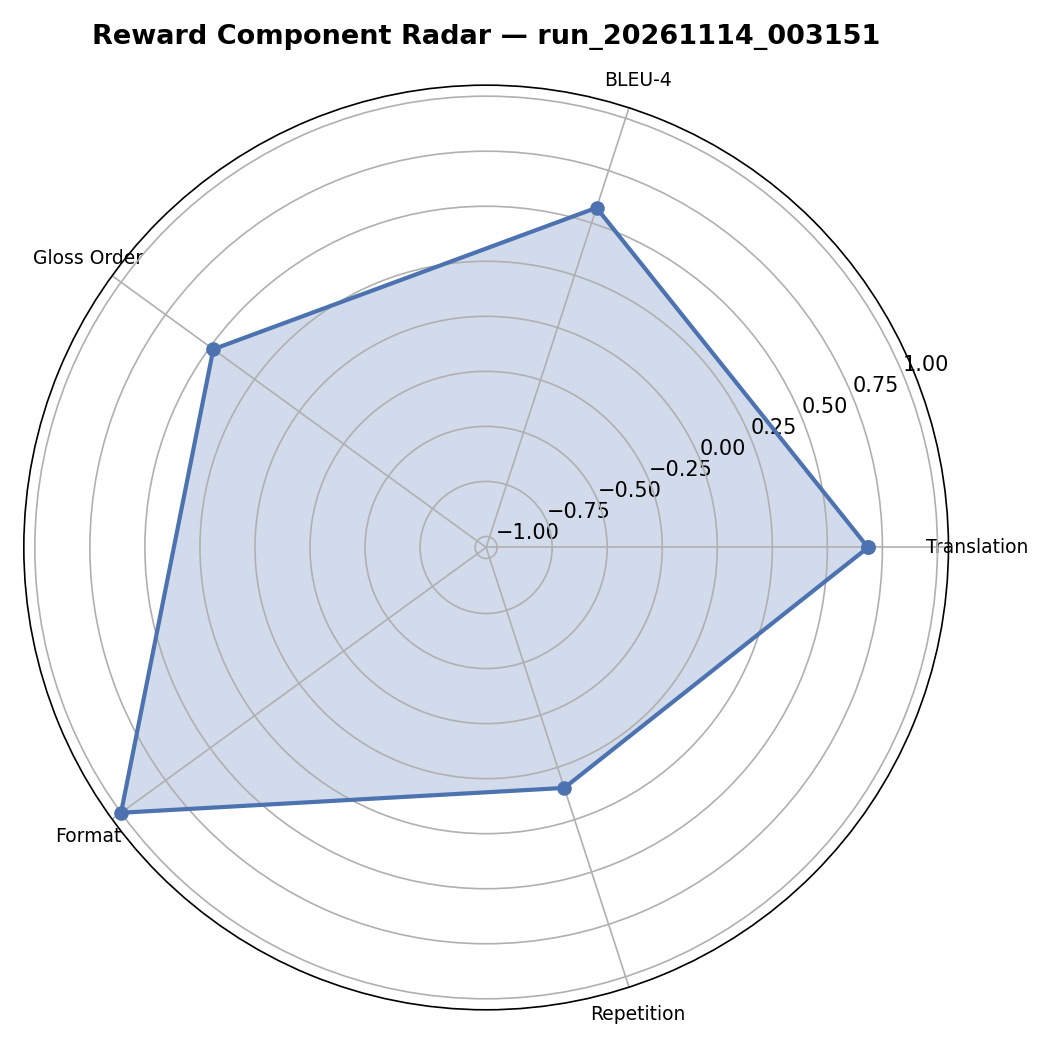 Reward Component Radar — run_20261114_003151
BLEU-4
Gloss Order
1.00
0.75
0.50
0.25
0.00
−0.25
−0.50
−0.75
−1.00
Translation
Format
Repetition